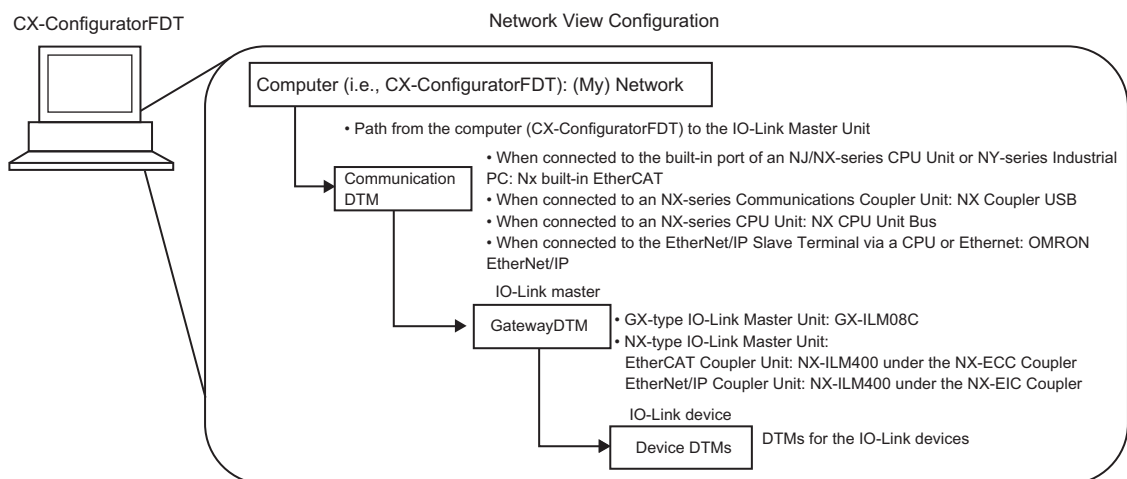 Network View Configuration
CX-ConfiguratorFDT
Computer (i.e., CX-ConfiguratorFDT): (My) Network
• Path from the computer (CX-ConfiguratorFDT) to the IO-Link Master Unit
Communication
DTM
• When connected to the built-in port of an NJ/NX-series CPU Unit or NY-series Industrial
PC: Nx built-in EtherCAT
• When connected to an NX-series Communications Coupler Unit: NX Coupler USB
• When connected to an NX-series CPU Unit: NX CPU Unit Bus
• When connected to the EtherNet/IP Slave Terminal via a CPU or Ethernet: OMRON
EtherNet/IP
IO-Link master
GatewayDTM
• GX-type IO-Link Master Unit: GX-ILM08C
• NX-type IO-Link Master Unit:
EtherCAT Coupler Unit: NX-ILM400 under the NX-ECC Coupler
EtherNet/IP Coupler Unit: NX-ILM400 under the NX-EIC Coupler
IO-Link device
Device DTMs
DTMs for the IO-Link devices